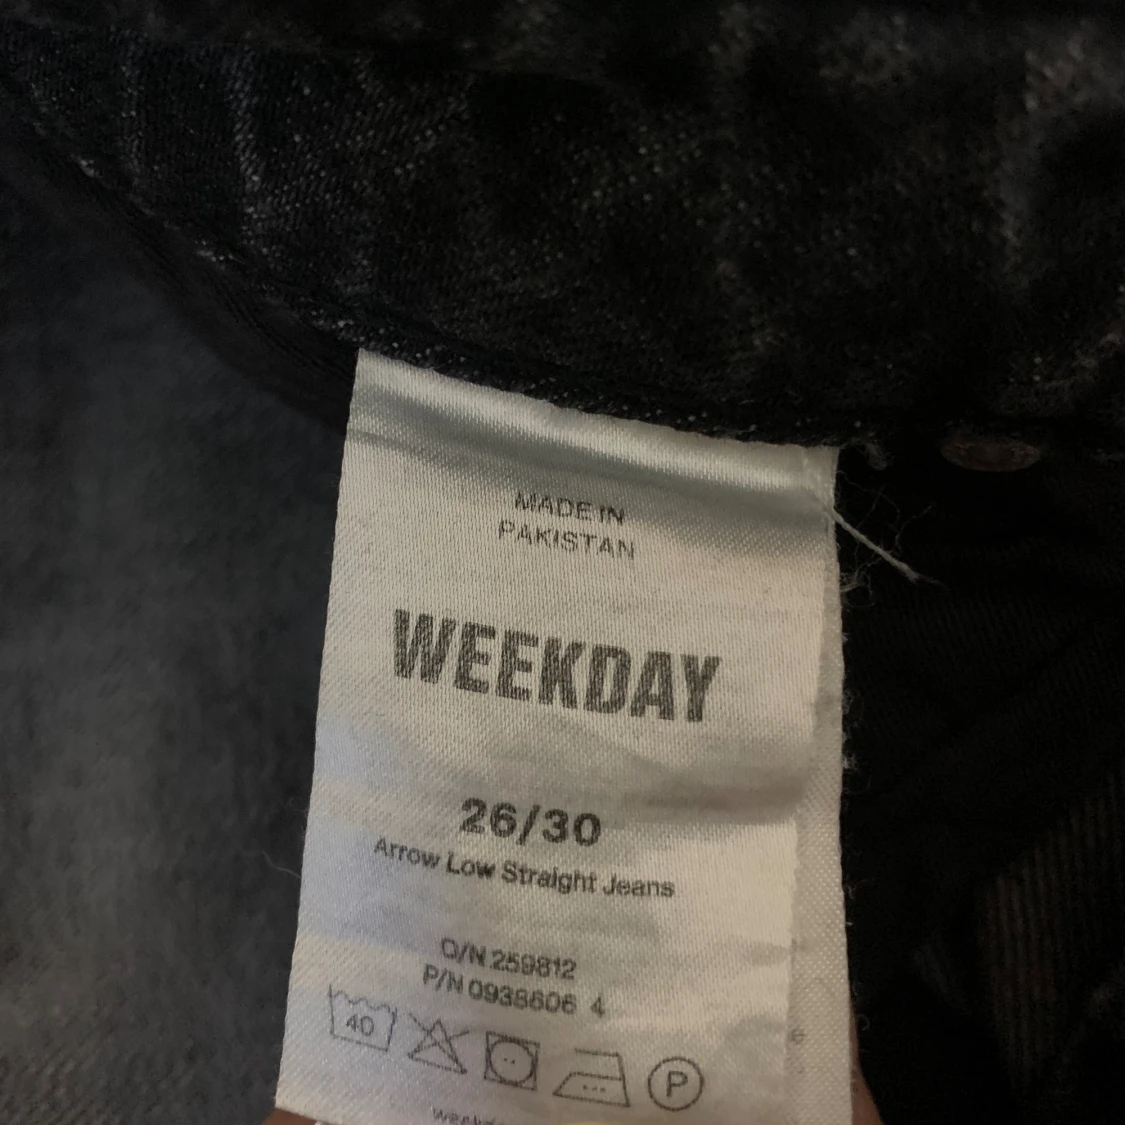 MADE IN
PAKISTAN
WEEKDAY
26/30
Arrow Low Straight Jeans
O/N 259812
P/N 0938606 4
40
P